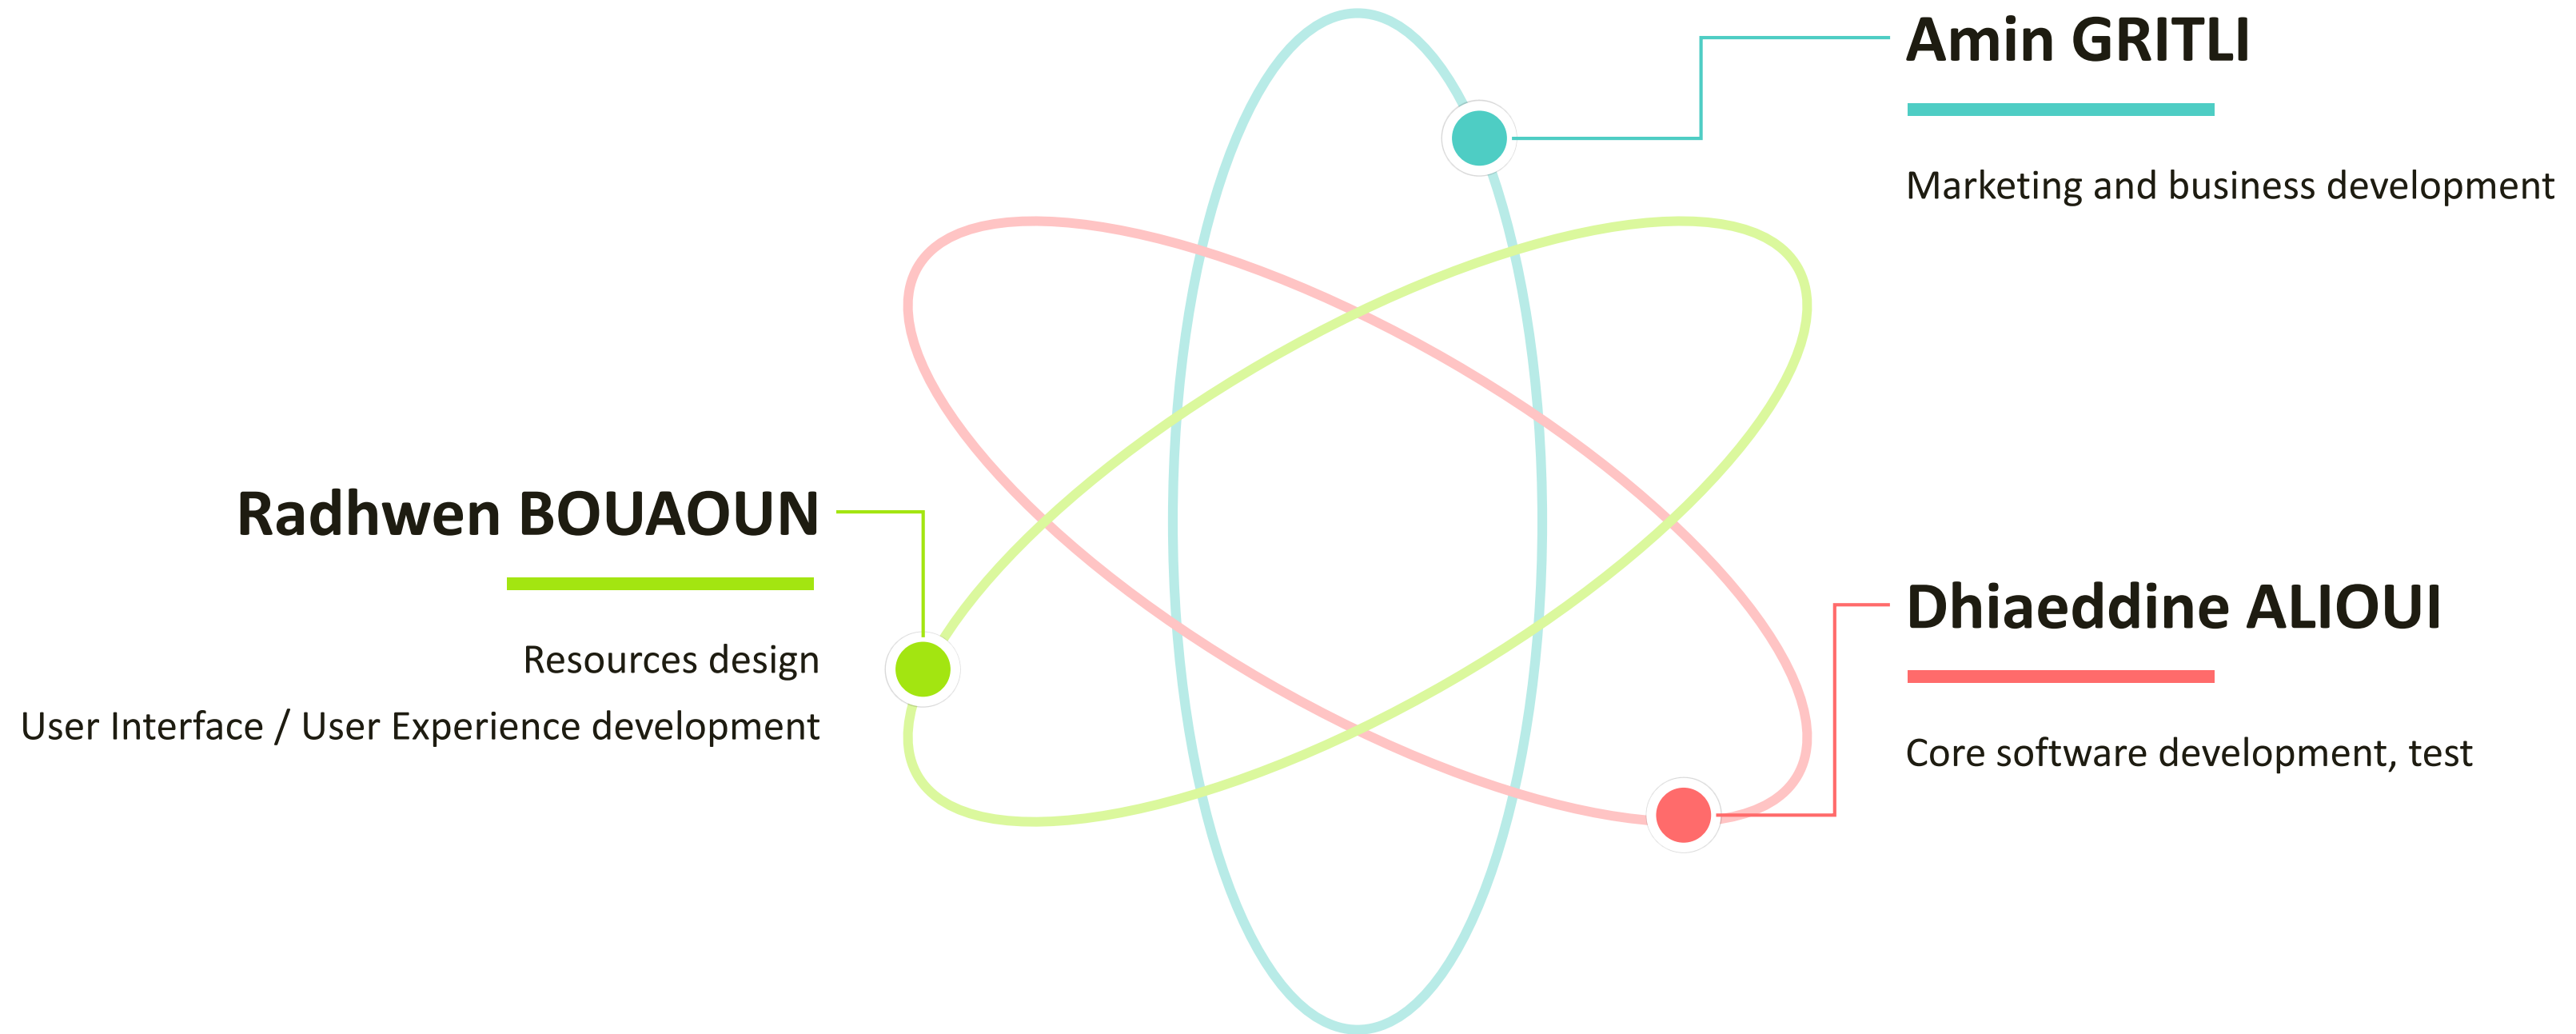 Amin GRITLI
Marketing and business development
Radhwen BOUAOUN
Resources design
User Interface / User Experience development
Dhiaeddine ALIOUI
Core software development, test